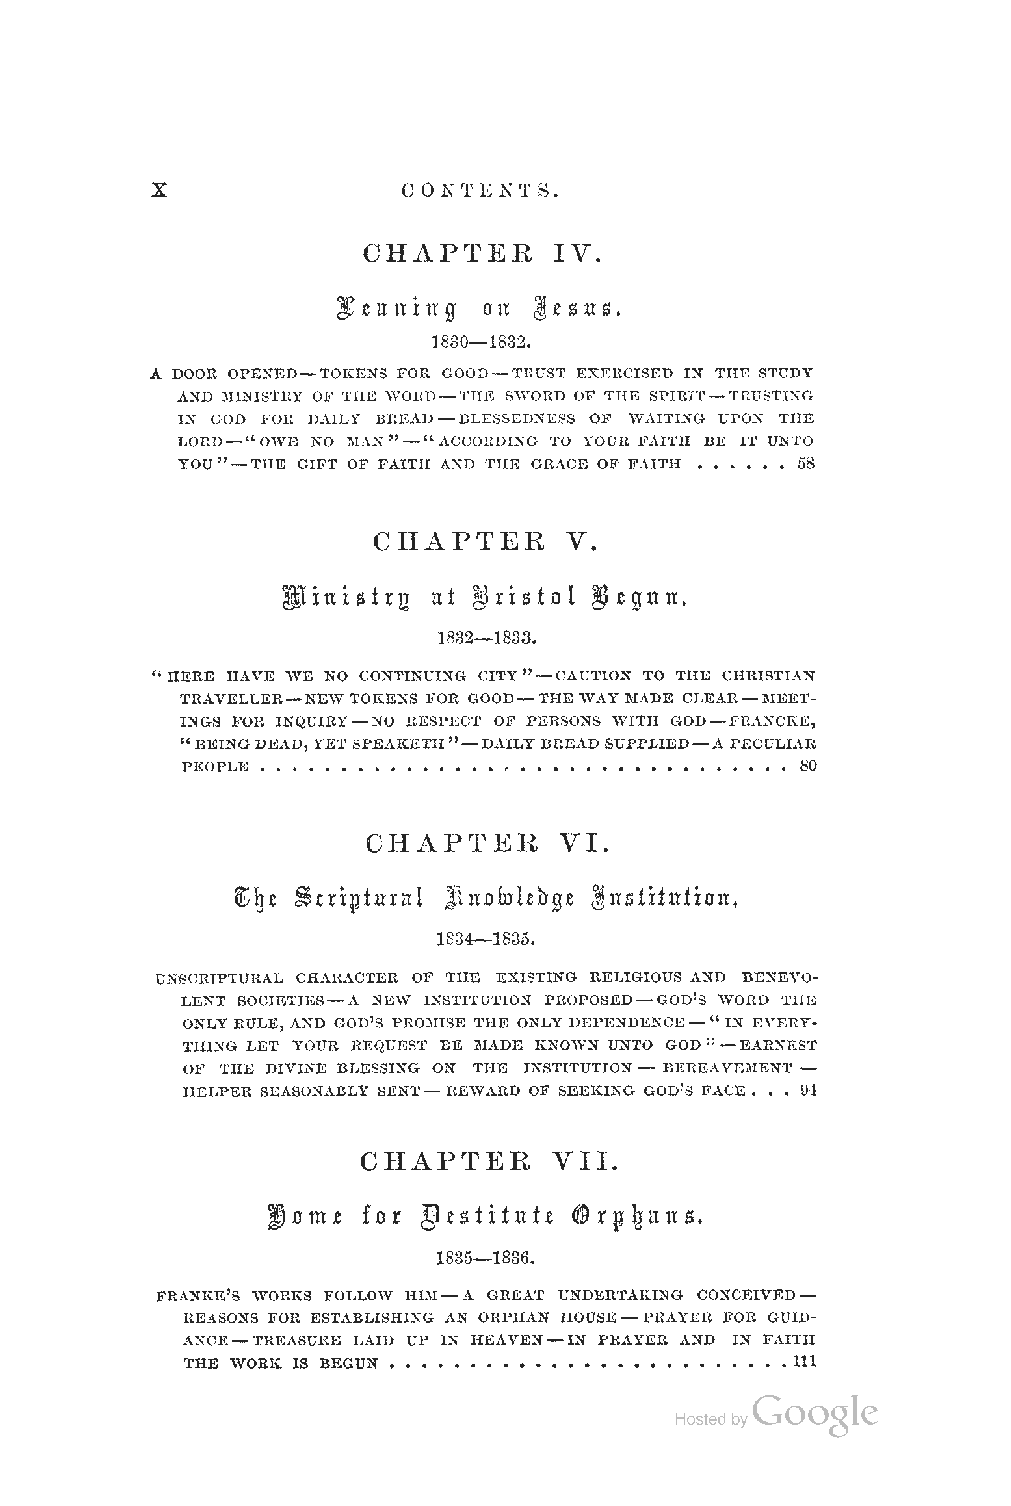 X CONTENTS.
CHAPTER IV.
Leaning on Jesus.
1830—1832.
A DOOR OPENED—TOKENS FOR GOOD—TRUST EXERCISED IN THE STUDY
AND MINISTRY OF THE WORD—THE SWORD OF THE SPIRIT—TRUSTING
IN GOD FOR DAILY BREAD—BLESSEDNESS OF WAITING UPON THE
LORD—"OWE NO MAN"—"ACCORDING TO YOUR FAITH BE IT UNTO
YOU"—THE GIFT OF FAITH AND THE GRACE OF FAITH . . . . . . 58
CHAPTER V.
Ministry at Bristol Begun.
1832—1833.
"HERE HAVE WE NO CONTINUING CITY"—CAUTION TO THE CHRISTIAN
TRAVELLER—NEW TOKENS FOR GOOD—THE WAY MADE CLEAR—MEET-
INGS FOR INQUIRY—NO RESPECT OF PERSONS WITH GOD—FRANCKE,
"BEING DEAD, YET SPEAKETH"—DAILY BREAD SUPPLIED—A PECULIAR
PEOPLE . . . . . . . . . . . . . . . . . . . . . . . . . . . . . . . . . 80
CHAPTER VI.
The Scriptural Knowledge Institution.
1834—1835.
UNSCRIPTURAL CHARACTER OF THE EXISTING RELIGIOUS AND BENEVO-
LENT SOCIETIES—A NEW INSTITUTION PROPOSED—GOD'S WORD THE
ONLY RULE, AND GOD'S PROMISE THE ONLY DEPENDENCE—"IN EVERY-
THING LET YOUR REQUEST BE MADE KNOWN UNTO GOD"—EARNEST
OF THE DIVINE BLESSING ON THE INSTITUTION—BEREAVEMENT—
HELPER SEASONABLY SENT—REWARD OF SEEKING GOD'S FACE . . . 94
CHAPTER VII.
Home for Destitute Orphans.
1835—1836.
FRANKE'S WORKS FOLLOW HIM—A GREAT UNDERTAKING CONCEIVED—
REASONS FOR ESTABLISHING AN ORPHAN HOUSE—PRAYER FOR GUID-
ANCE—TREASURE LAID UP IN HEAVEN—IN PRAYER AND IN FAITH
THE WORK IS BEGUN . . . . . . . . . . . . . . . . . . . . . . . . . 111
Hosted by Google